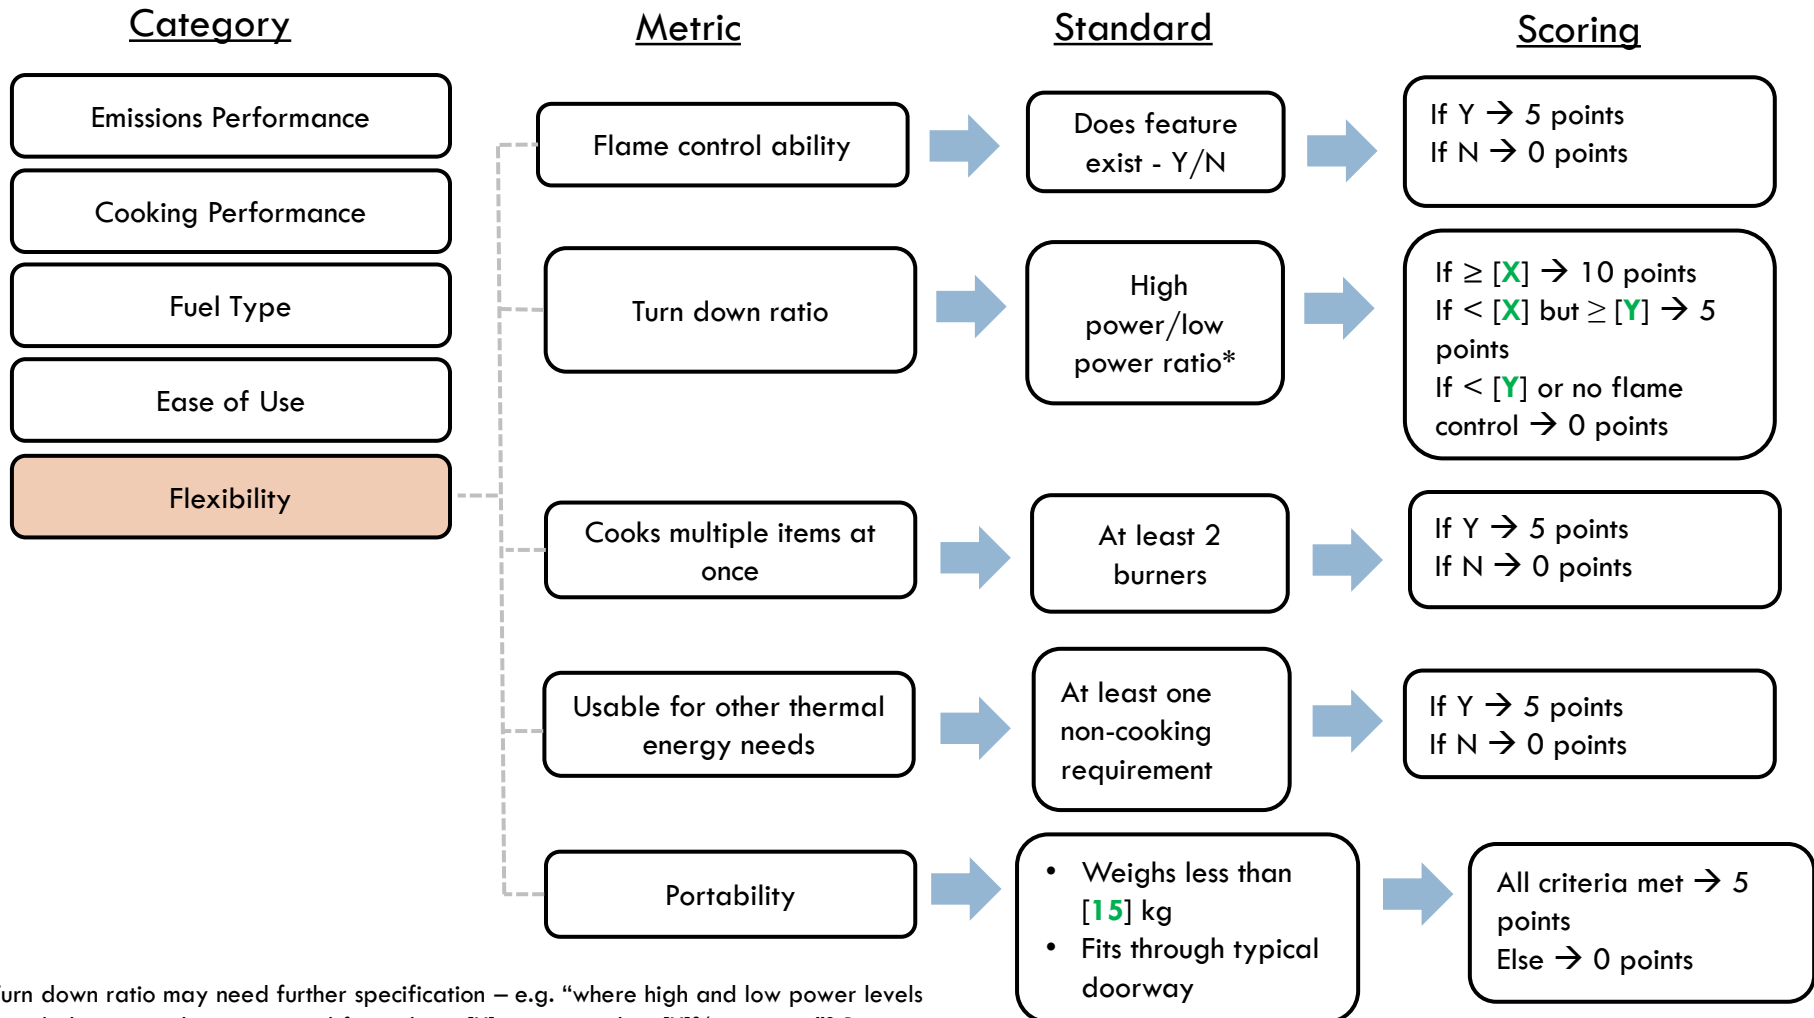 Category
Metric
Standard
Scoring
Emissions Performance
Cooking Performance
Fuel Type
Ease of Use
Flexibility
Flame control ability
Does feature
exist - Y/N
If Y → 5 points
If N → 0 points
Turn down ratio
High
power/low
power ratio*
If ≥ [X] → 10 points
If < [X] but ≥ [Y] → 5
points
If < [Y] or no flame
control → 0 points
Cooks multiple items at
once
At least 2
burners
If Y → 5 points
If N → 0 points
Usable for other thermal
energy needs
At least one
non-cooking
requirement
If Y → 5 points
If N → 0 points
Portability
• Weighs less than
[15] kg
• Fits through typical
doorway
All criteria met → 5
points
Else → 0 points
urn down ratio may need further specification – e.g. “where high and low power levels